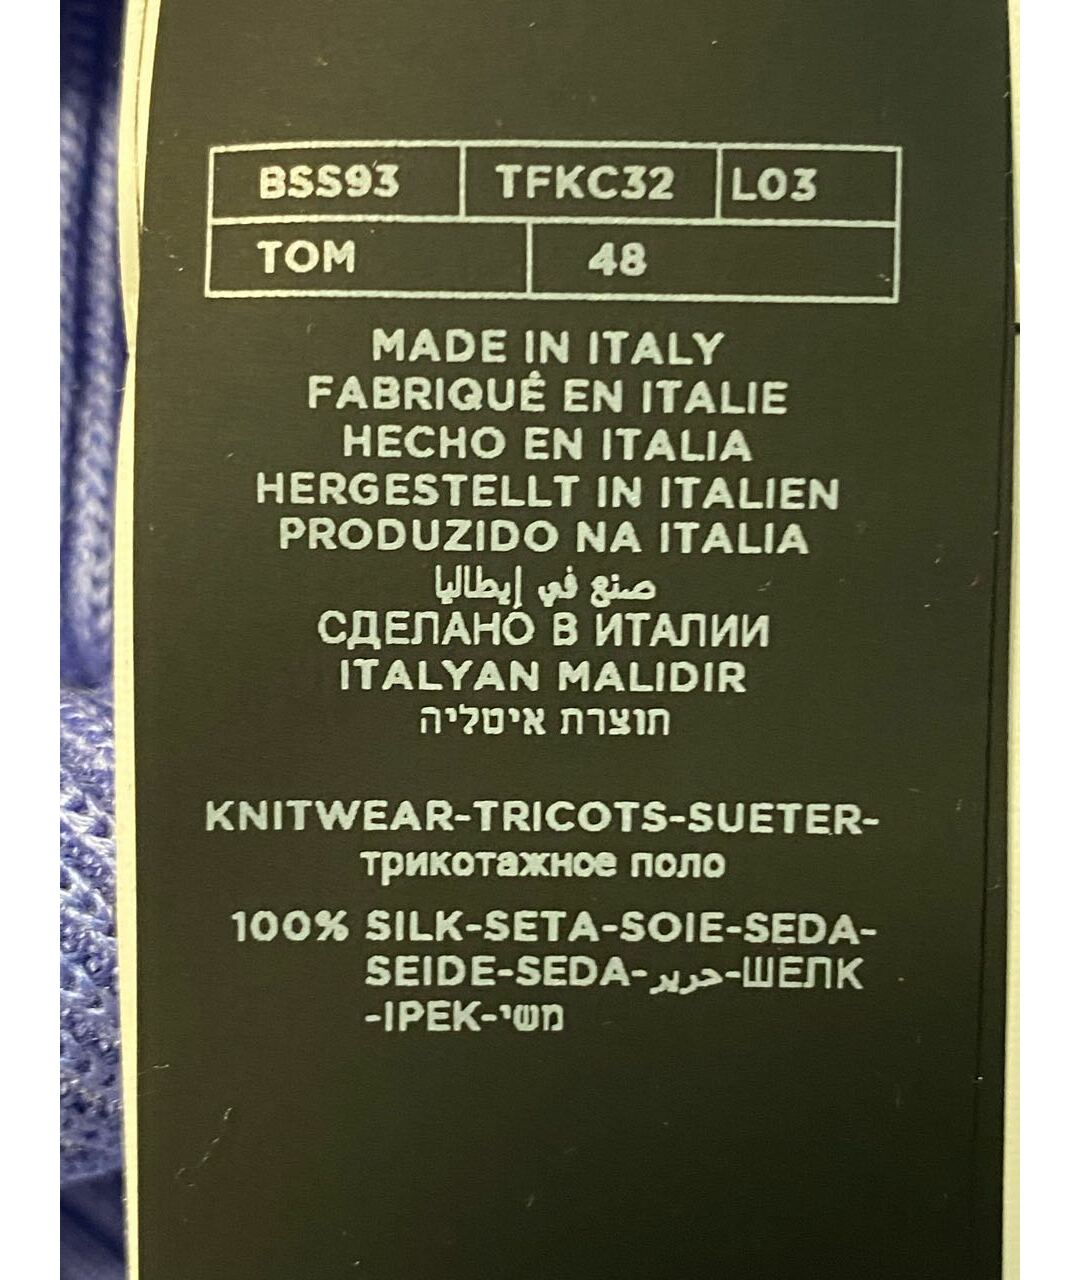 BSS93 TFKC32 L03
TOM 48
MADE IN ITALY
FABRIQUÉ EN ITALIE
HECHO EN ITALIA
HERGESTELLT IN ITALIEN
PRODUZIDO NA ITALIA
صنع في إيطاليا
СДЕЛАНО В ИТАЛИИ
ITALYAN MALIDIR
תוצרת איטליה
KNITWEAR-TRICOTS-SUETER-
трикотажное поло
100% SILK-SETA-SOIE-SEDA-
SEIDE-SEDA-حرير-ШЕЛК
-IPEK-משי